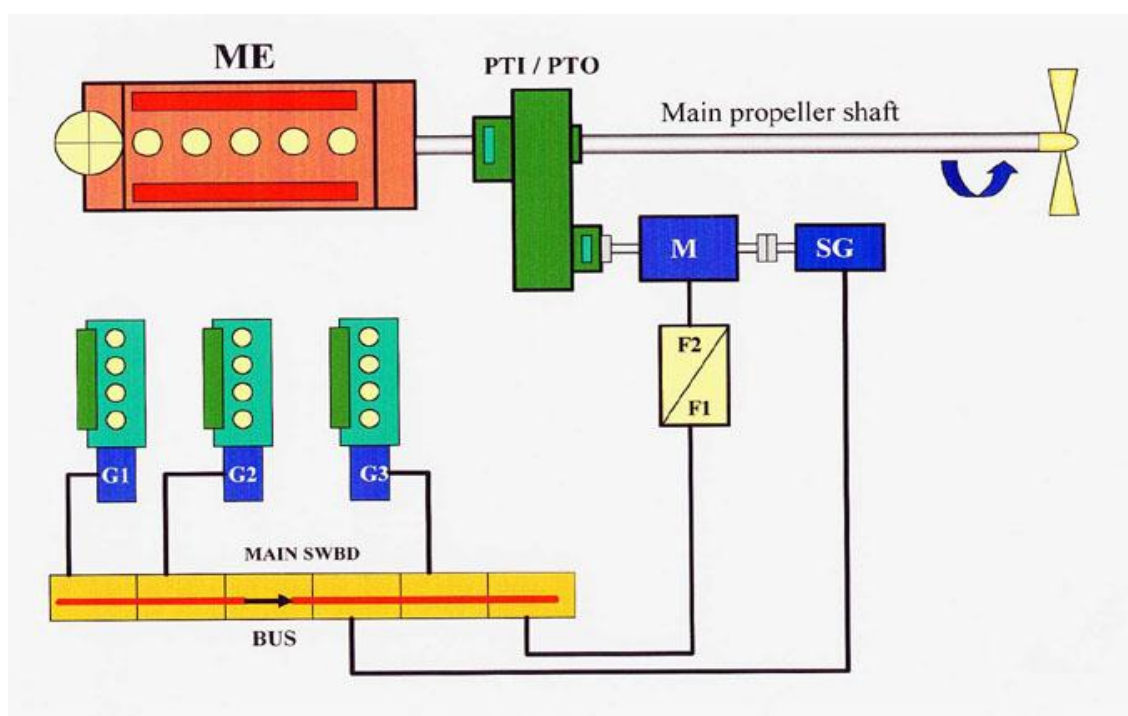 ME
PTI / PTO
Main propeller shaft
M
SG
F2
F1
G1
G2
G3
MAIN SWBD
BUS